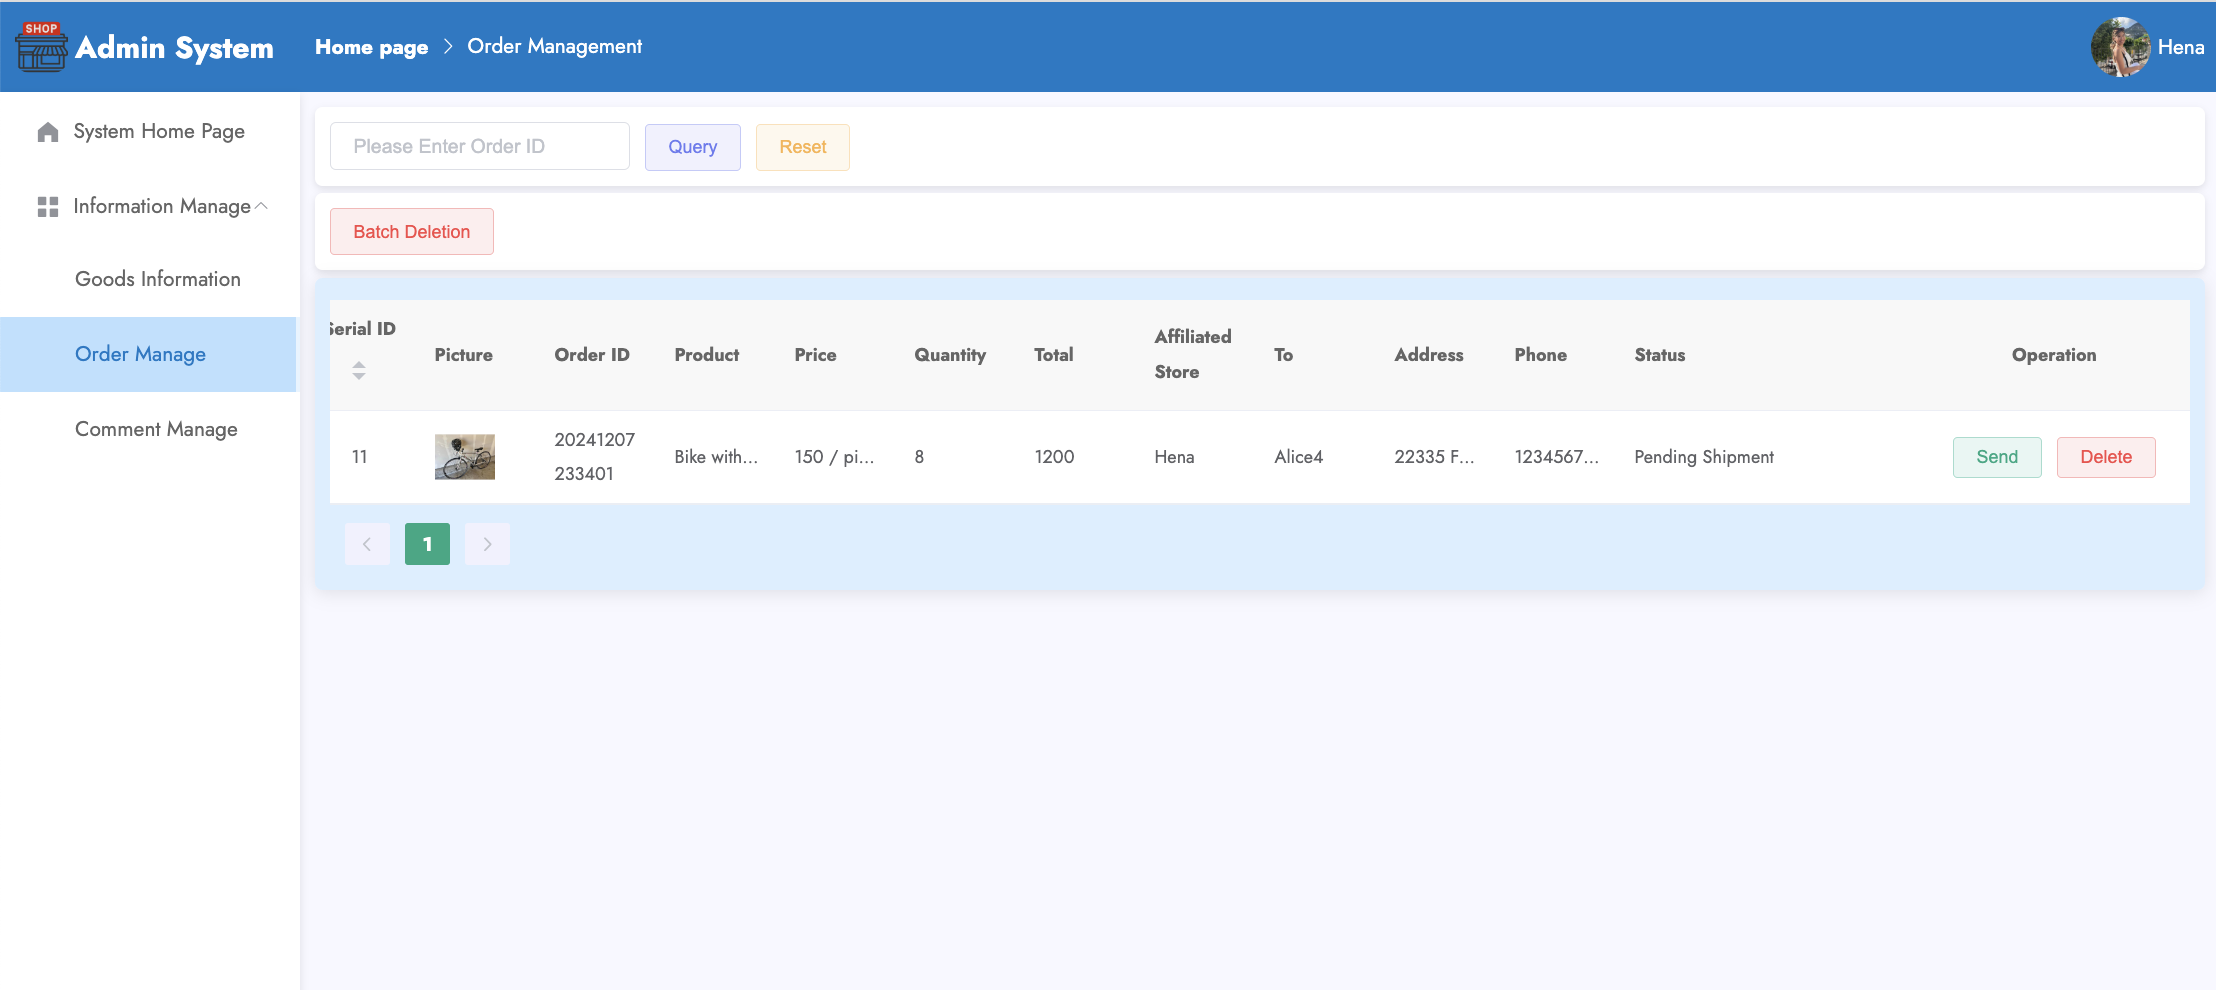 SHOP
Admin System
Home page > Order Management
Hena
System Home Page
Information Manage
Goods Information
Order Manage
Comment Manage
Please Enter Order ID
Query
Reset
Batch Deletion
Serial ID
Picture
Order ID
Product
Price
Quantity
Total
Affiliated
Store
To
Address
Phone
Status
Operation
11
20241207
233401
Bike with...
150 / pi...
8
1200
Hena
Alice4
22335 F...
1234567...
Pending Shipment
Send
Delete
1